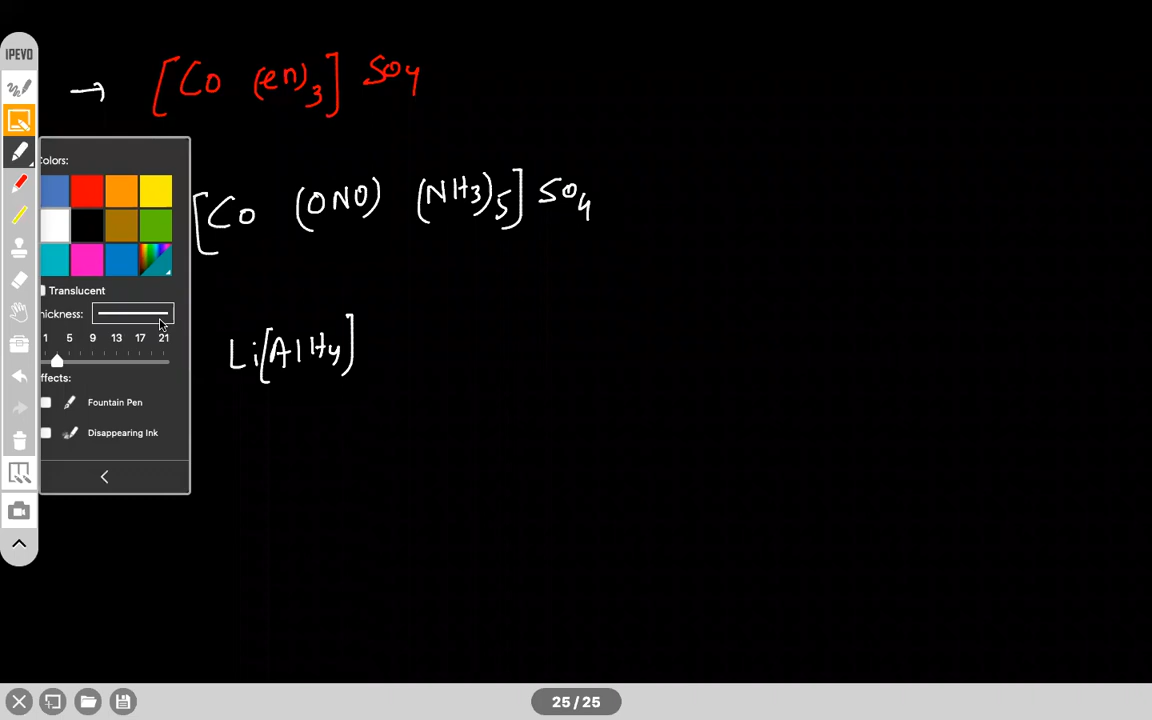 IPEVO
→ [Co (en)3] SO4
Colors:
[Co (ONO) (NH3)5] SO4
Translucent
hickness:
1 5 9 13 17 21
Li[AlH4]
ffects:
Fountain Pen
Disappearing Ink
25 / 25